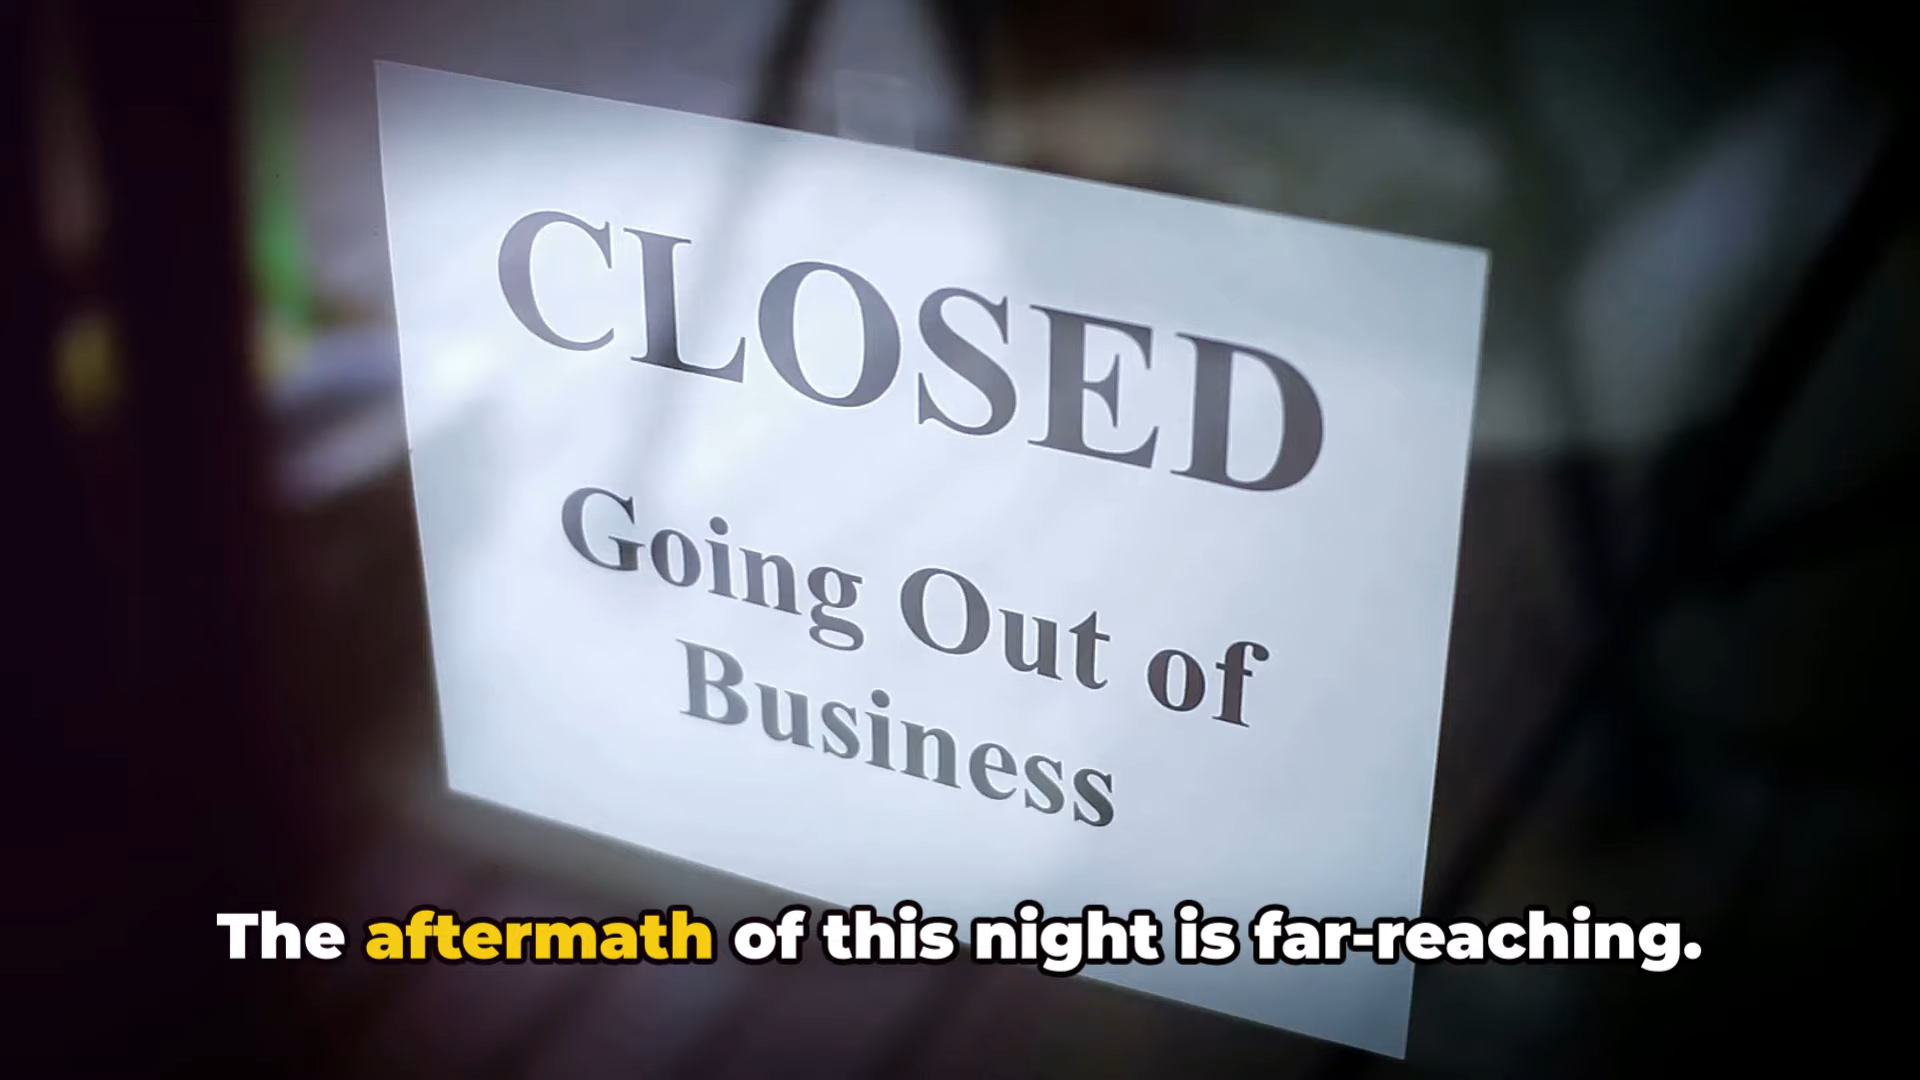 CLOSED
Going Out of
Business
The aftermath of this night is far-reaching.